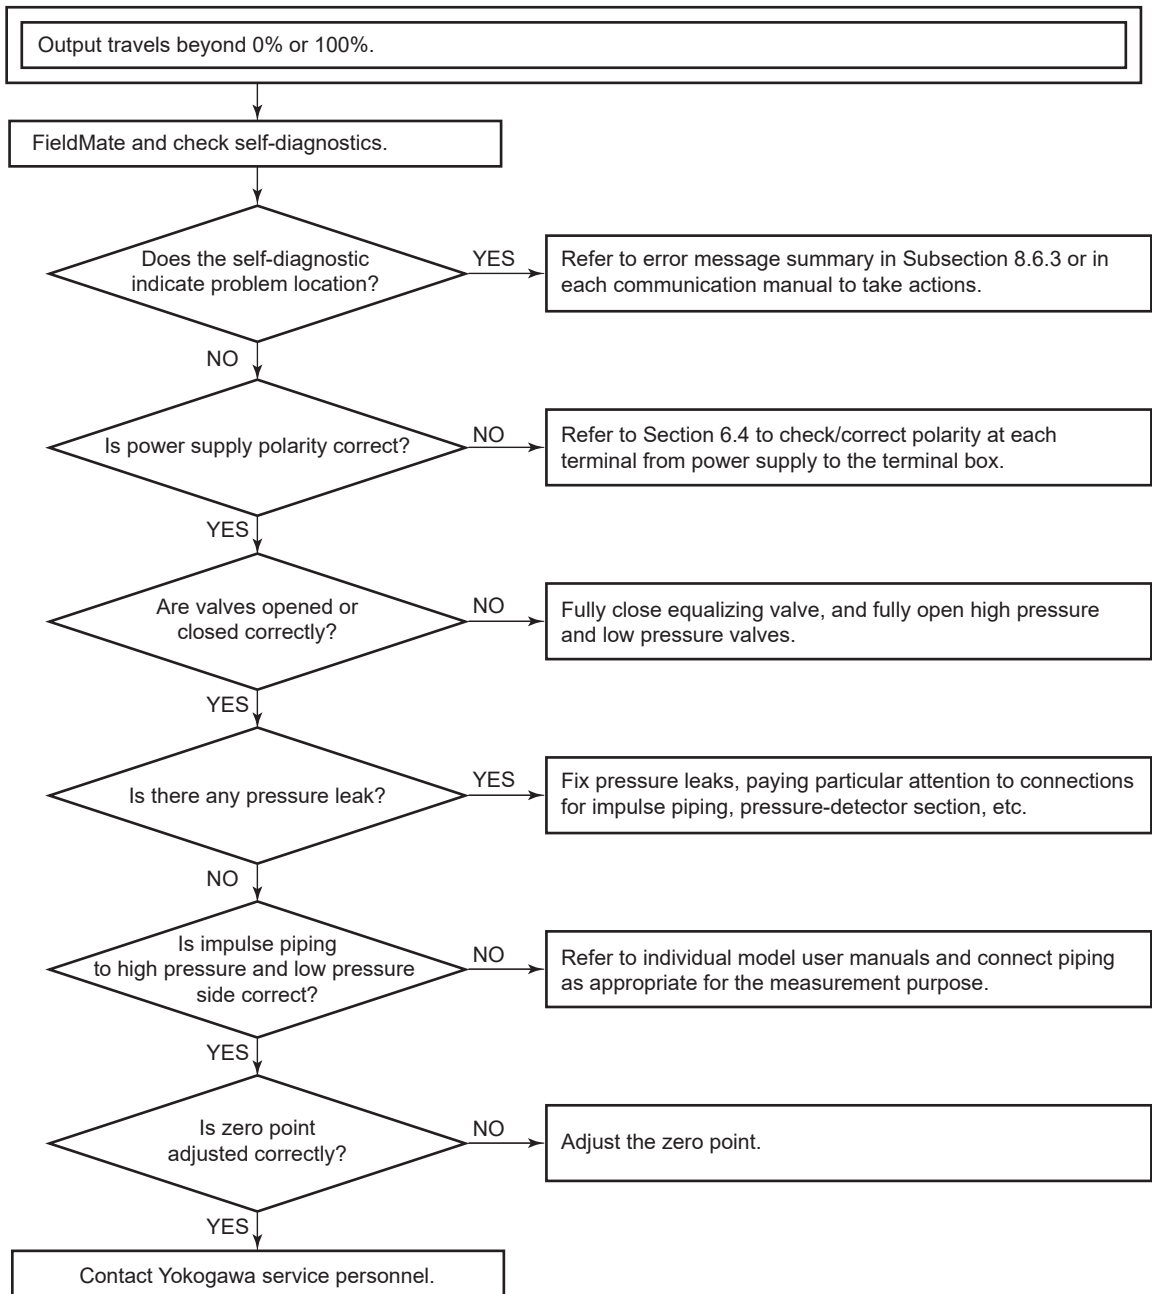 Output travels beyond 0% or 100%.
FieldMate and check self-diagnostics.
Does the self-diagnostic
indicate problem location?
YES
Refer to error message summary in Subsection 8.6.3 or in
each communication manual to take actions.
NO
Is power supply polarity correct?
NO
Refer to Section 6.4 to check/correct polarity at each
terminal from power supply to the terminal box.
YES
Are valves opened or
closed correctly?
NO
Fully close equalizing valve, and fully open high pressure
and low pressure valves.
YES
Is there any pressure leak?
YES
Fix pressure leaks, paying particular attention to connections
for impulse piping, pressure-detector section, etc.
NO
Is impulse piping
to high pressure and low pressure
side correct?
NO
Refer to individual model user manuals and connect piping
as appropriate for the measurement purpose.
YES
Is zero point
adjusted correctly?
NO
Adjust the zero point.
YES
Contact Yokogawa service personnel.